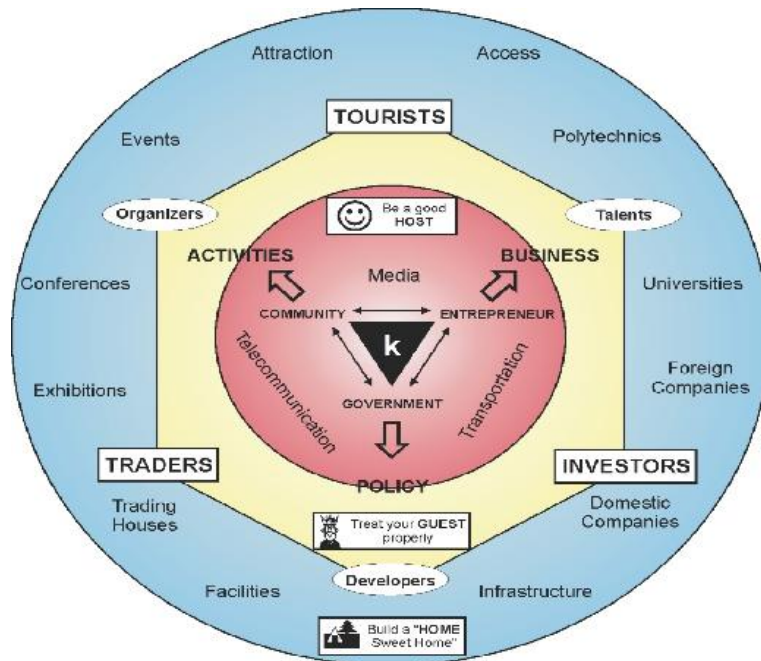 Attraction
Access
TOURISTS
Events
Polytechnics
Organizers
Be a good
HOST
Talents
ACTIVITIES
BUSINESS
Media
Conferences
Universities
COMMUNITY
ENTREPRENEUR
k
Telecommunication
Transportation
Foreign
Companies
Exhibitions
GOVERNMENT
TRADERS
INVESTORS
POLICY
Trading
Houses
Domestic
Companies
Treat your GUEST
properly
Developers
Facilities
Infrastructure
Build a "HOME
Sweet Home"